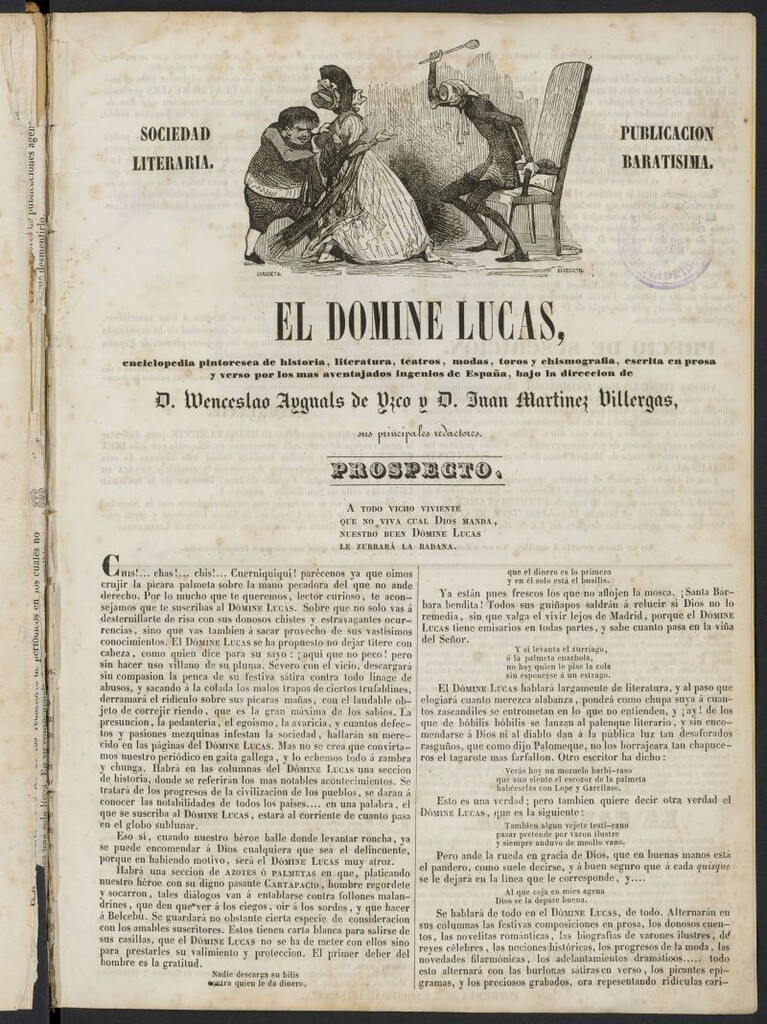 SOCIEDAD
LITERARIA.
PUBLICACION
BARATISIMA.
EL DOMINE LUCAS,
enciclopedia pintoresca de historia, literatura, teatros, modas, toros y chismografía, escrita en prosa
y verso por los mas aventajados ingenios de España, bajo la direccion de
D. Wenceslao Ayguals de Yzco y D. Juan Martinez Villergas,
sus principales redactores.
PROSPECTO.
A TODO VICHO VIVIENTE
QUE NO VIVA CUAL DIOS MANDA,
NUESTRO BUEN DÓMINE LUCAS
LE ZURRARÁ LA BADANA.
CHIS!... chas!... chis!... Cuerniquiqui! parécenos ya que oimos
crujir la pícara palmeta sobre la mano pecadora del que no ande
derecho. Por lo mucho que te queremos, lector curioso, te acon-
sejamos que te suscribas al DÓMINE LUCAS. Sobre que no solo vas á
desternillarte de risa con sus donosos chistes y estravagantes ocur-
rencias, sino que vas tambien á sacar provecho de sus vastísimos
conocimientos. El DÓMINE LUCAS se ha propuesto no dejar títere con
cabeza, como quien dice para su sayo: ¡aqui que no peco! pero
sin hacer uso villano de su pluma. Severo con el vicio, descargará
sin compasion la penca de su festiva sátira contra todo linage de
abusos, y sacando á la colada los malos trapos de ciertos trufaldines,
derramará el ridículo sobre sus pícaras mañas, con el laudable ob-
jeto de corregir riendo, que es la gran máxima de los sabios. La
presuncion, la pedantería, el egoismo, la avaricia, y cuantos defec-
tos y pasiones mezquinas infestan la sociedad, hallarán su mere-
cido en las páginas del DÓMINE LUCAS. Mas no se crea que convirta-
mos nuestro periódico en gaita gallega, y lo echemos todo á zambra
y chunga. Habrá en las columnas del DÓMINE LUCAS una seccion
de historia, donde se referirán los mas notables acontecimientos. Se
tratará de los progresos de la civilizacion de los pueblos, se darán á
conocer las notabilidades de todos los paises.... en una palabra, el
que se suscriba al DÓMINE LUCAS, estará al corriente de cuanto pasa
en el globo sublunar.
Eso sí, cuando nuestro héroe halle donde levantar roncha, ya
se puede encomendar á Dios cualquiera que sea el delincuente,
porque en habiendo motivo, será el DÓMINE LUCAS muy atroz.
Habrá una seccion de AZOTES ó PALMETAS en que, platicando
nuestro héroe con su digno pasante CARTAPACIO, hombre regordete
y socarron, tales diálogos van á entablarse contra follones malan-
drines, que den que ver á los ciegos, oir á los sordos, y que hacer
á Belcebú. Se guardará no obstante cierta especie de consideracion
con los amables suscritores. Estos tienen carta blanca para salirse de
sus casillas, que el DÓMINE LUCAS no se ha de meter con ellos sino
para prestarles su valimiento y proteccion. El primer deber del
hombre es la gratitud.
Nadie descarga su bilis
contra quien le da dinero,
que el dinero es lo primero
y en él solo está el busilis.
Ya están pues frescos los que no aflojen la mosca. ¡Santa Bár-
bara bendita! Todos sus guiñapos saldrán á relucir si Dios no lo
remedia, sin que valga el vivir lejos de Madrid, porque el DÓMINE
LUCAS tiene emisarios en todas partes, y sabe cuanto pasa en la viña
del Señor.
Y si levanta el zurriago,
ó la palmeta enarbola,
no hay quien le pise la cola
sin esponerse á un estrago.
El DÓMINE LUCAS hablará largamente de literatura, y al paso que
elogiará cuanto merezca alabanza, pondrá como chupa suya á cuan-
tos zascandiles se entrometan en lo que no entienden, y ¡ay! de los
que de bóbilis bóbilis se lanzan al palenque literario, y sin enco-
mendarse á Dios ni al diablo dan á la pública luz tan desaforados
rasguños, que como dijo Palomeque, no los borrajeara tan chapuce-
ros el tagarote mas farfallon. Otro escritor ha dicho:
Verás hoy un mozuelo barbi-raso
que aun siente el escozor de la palmeta
habérselas con Lope y Garcilaso.
Esto es una verdad; pero tambien quiere decir otra verdad el
DÓMINE LUCAS, que es la siguiente:
Tambien algun vejete testi-rano
pasar pretende por varon ilustre
y siempre anduvo de meollo vano.
Pero ande la rueda en gracia de Dios, que en buenas manos está
el pandero, como suele decirse, y á buen seguro que á cada quisque
se le dejará en la línea que le corresponde, y....
Al que coja en mies agena
Dios se la depare buena.
Se hablará de todo en el DÓMINE LUCAS, de todo. Alternarán en
sus columnas las festivas composiciones en prosa, los donosos cuen-
tos, las novelitas románticas, las biografías de varones ilustres, de
reyes célebres, las nociones históricas, los progresos de la moda, las
novedades filarmónicas, los adelantamientos dramáticos..... todo
esto alternará con las burlonas sátiras en verso, los picantes epí-
gramas, y los preciosos grabados, ora repesentando ridículas cari-